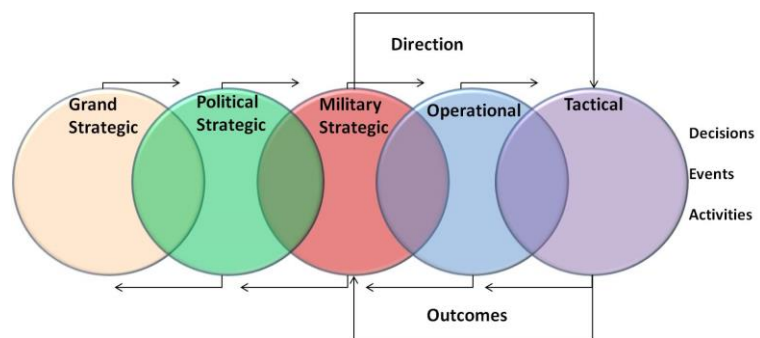 Direction
Grand
Strategic
Political
Strategic
Military
Strategic
Operational
Tactical
Decisions
Events
Activities
Outcomes